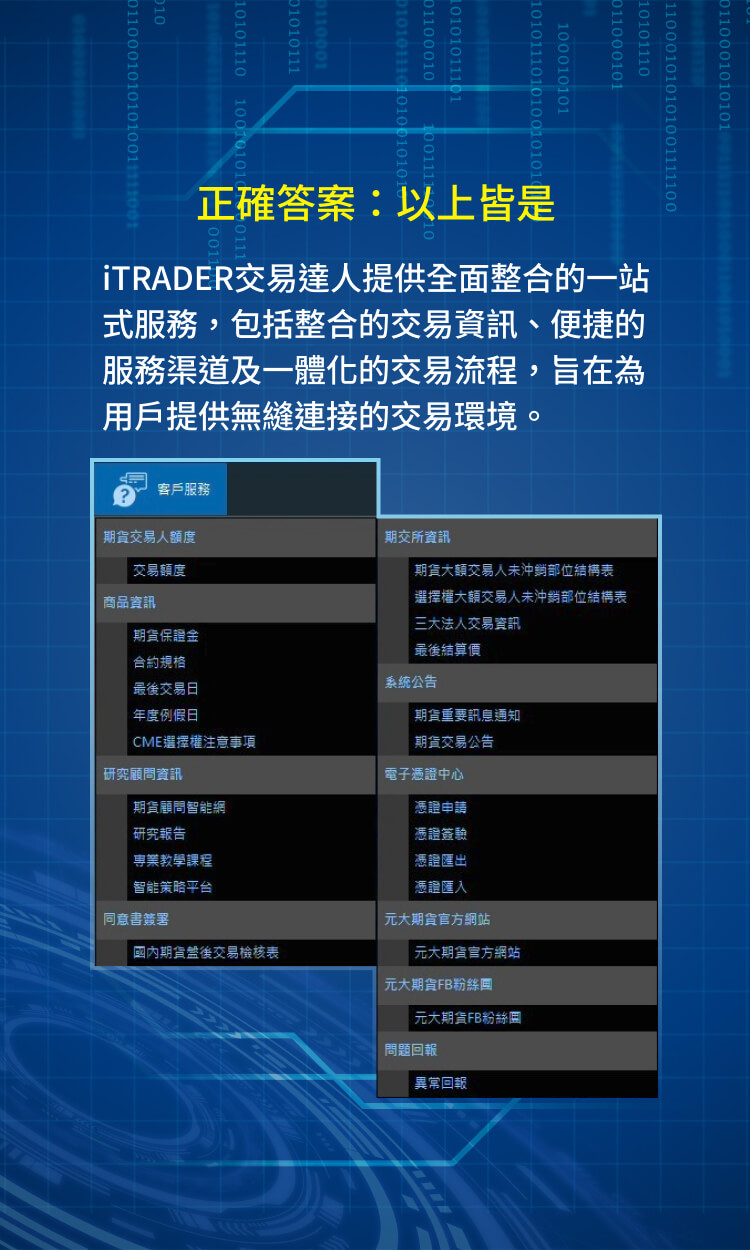 正確答案：以上皆是
iTRADER交易達人提供全面整合的一站
式服務，包括整合的交易資訊、便捷的
服務渠道及一體化的交易流程，旨在為
用戶提供無縫連接的交易環境。
客戶服務
期貨交易人額度
交易額度
商品資訊
期貨保證金
合約規格
最後交易日
年度例假日
CME選擇權注意事項
研究顧問資訊
期貨顧問智能網
研究報告
專業教學課程
智能策略平台
同意書簽署
國內期貨盤後交易檢核表
期交所資訊
期貨大額交易人未沖銷部位結構表
選擇權大額交易人未沖銷部位結構表
三大法人交易資訊
最後結算價
系統公告
期貨重要訊息通知
期貨交易公告
電子憑證中心
憑證申請
憑證簽驗
憑證匯出
憑證匯入
元大期貨官方網站
元大期貨官方網站
元大期貨FB粉絲團
元大期貨FB粉絲團
問題回報
異常回報